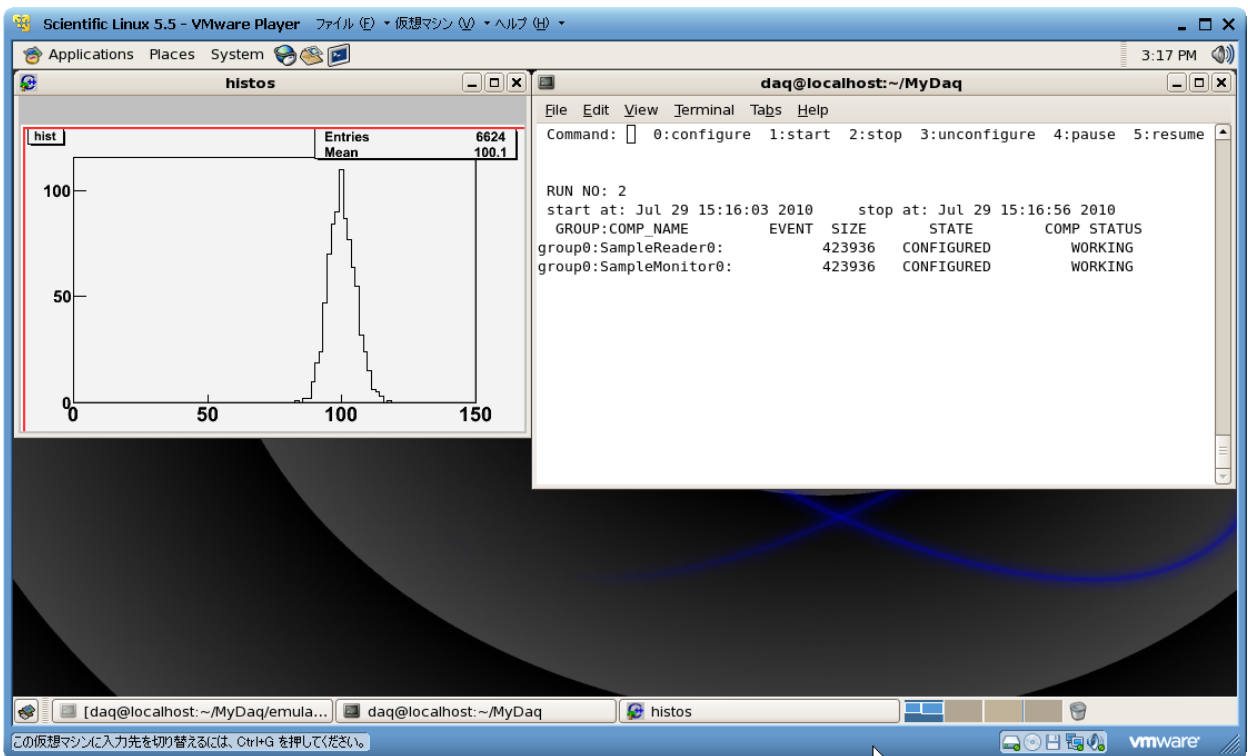 Scientific Linux 5.5 - VMware Player ファイル (F) ▾ 仮想マシン (V) ▾ ヘルプ (H) ▾
Applications Places System 3:17 PM
histos
hist
Entries 6624
Mean 100.1
100
50
0
0 50 100 150
daq@localhost:~/MyDaq
File Edit View Terminal Tabs Help
Command: 0:configure 1:start 2:stop 3:unconfigure 4:pause 5:resume
RUN NO: 2
start at: Jul 29 15:16:03 2010 stop at: Jul 29 15:16:56 2010
GROUP:COMP_NAME EVENT SIZE STATE COMP STATUS
group0:SampleReader0: 423936 CONFIGURED WORKING
group0:SampleMonitor0: 423936 CONFIGURED WORKING
[daq@localhost:~/MyDaq/emula... daq@localhost:~/MyDaq histos
この仮想マシンに入力先を切り替えるには、Ctrl+G を押してください。 vmware